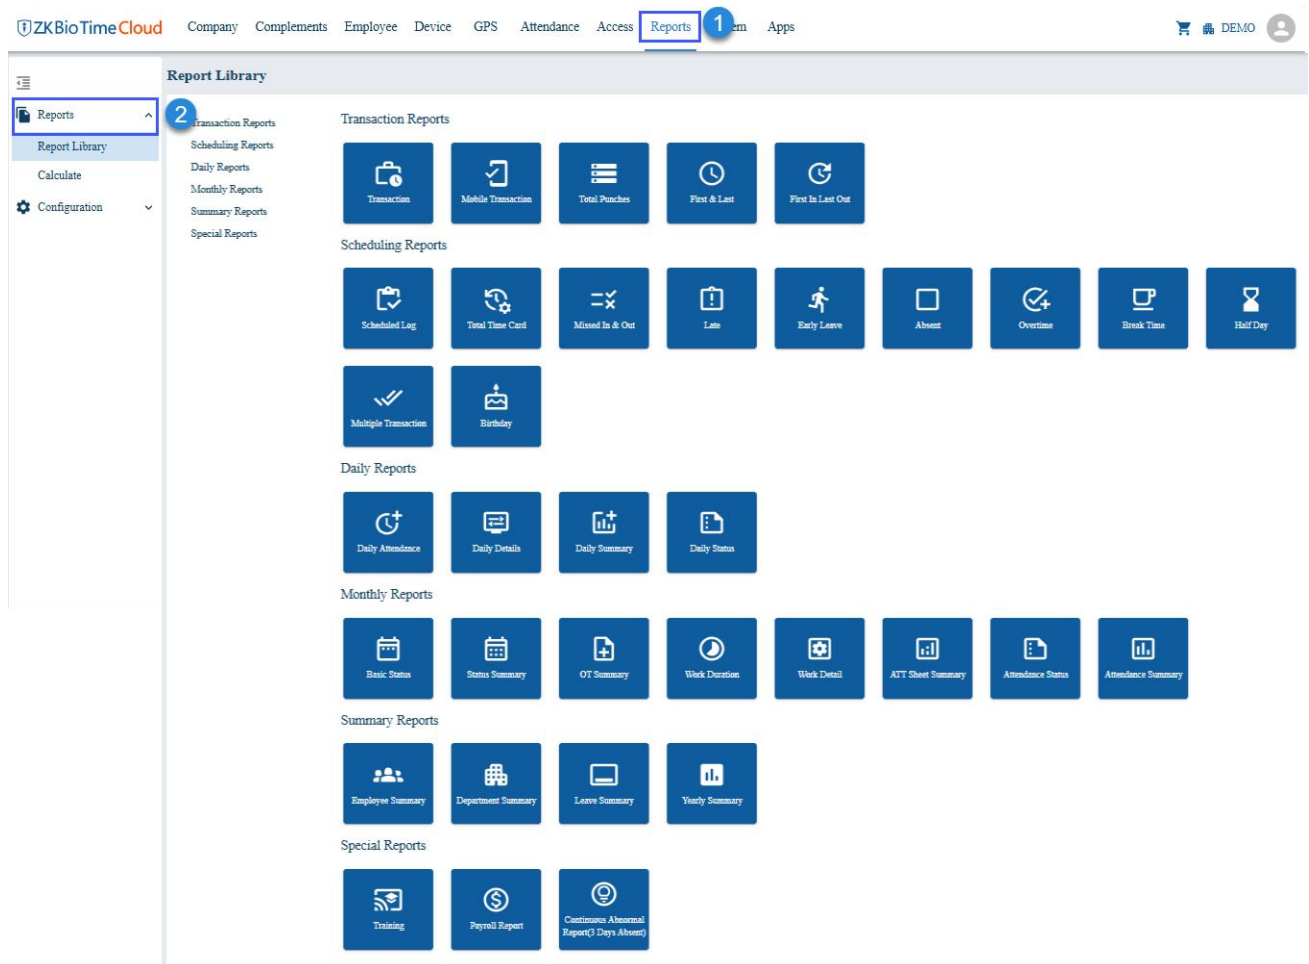 ZKBioTime Cloud Company Complements Employee Device GPS Attendance Access Reports 1 em Apps DEMO
Report Library
Reports
2
Transaction Reports
Scheduling Reports
Daily Reports
Monthly Reports
Summary Reports
Special Reports
Report Library
Calculate
Configuration
Transaction Reports
Transaction Mobile Transaction Total Punches First & Last First In Last Out
Scheduling Reports
Scheduled Log Total Time Card Missed In & Out Late Early Leave Absent Overtime Break Time Half Day
Multiple Transaction Birthday
Daily Reports
Daily Attendance Daily Details Daily Summary Daily Status
Monthly Reports
Basic Status Status Summary OT Summary Work Duration Work Detail ATT Sheet Summary Attendance Status Attendance Summary
Summary Reports
Employee Summary Department Summary Leave Summary Yearly Summary
Special Reports
Training Payroll Report Continuous Abnormal
Report(3 Days Absent)